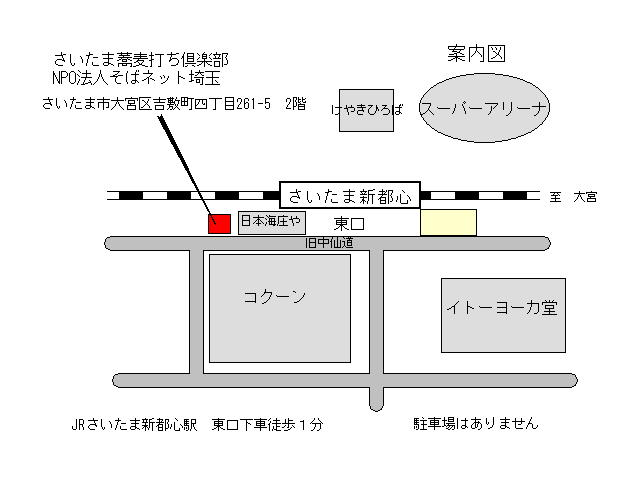 案内図
さいたま蕎麦打ち倶楽部
NPO法人そばネット埼玉
さいたま市大宮区吉敷町四丁目261-5　2階
けやきひろば
スーパーアリーナ
さいたま新都心
至　大宮
日本海庄や
東口
旧中仙道
コクーン
イトーヨーカ堂
JRさいたま新都心駅　東口下車徒歩１分
駐車場はありません